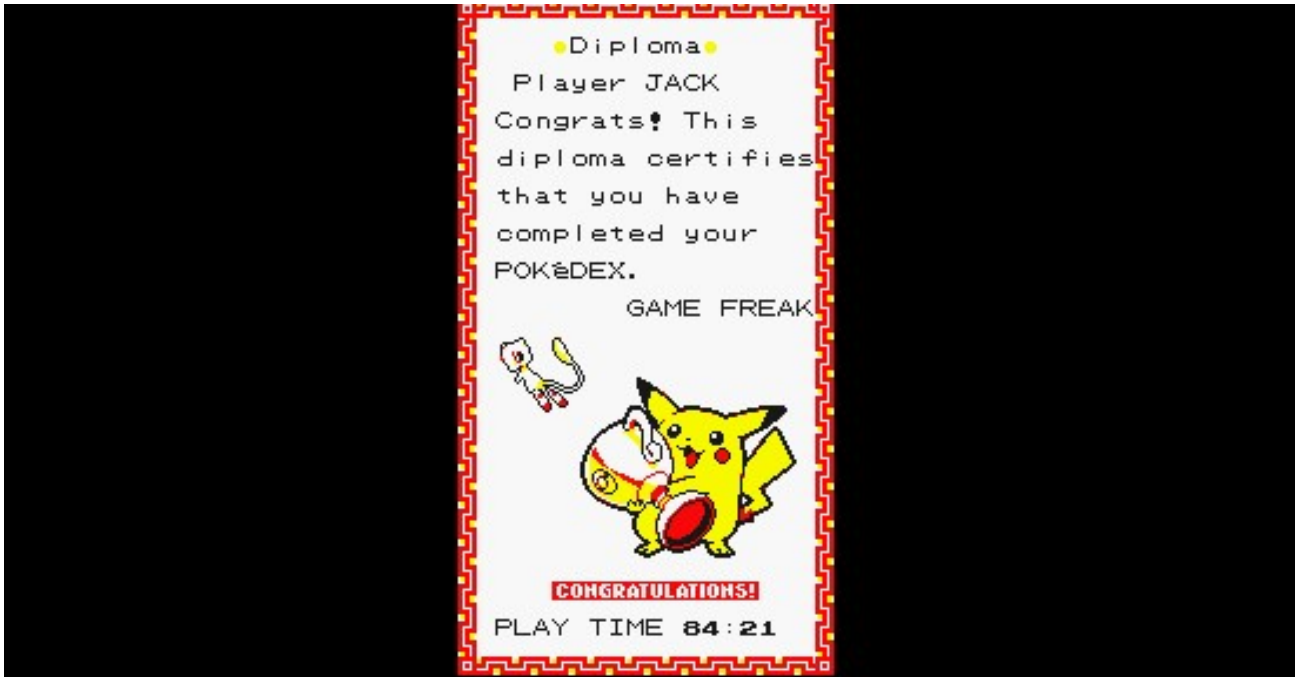 Diploma
Player JACK
Congrats! This
diploma certifies
that you have
completed your
POKéDEX.
GAME FREAK
CONGRATULATIONS!
PLAY TIME 84:21